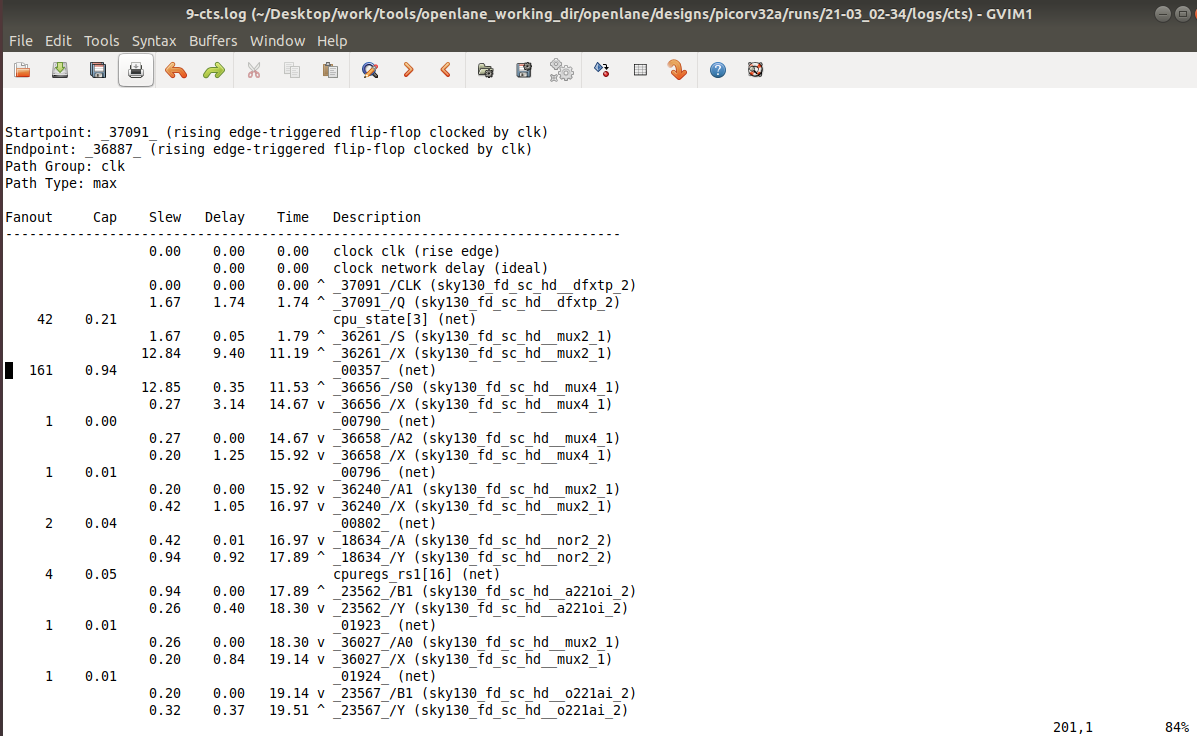 9-cts.log (~/Desktop/work/tools/openlane_working_dir/openlane/designs/picorv32a/runs/21-03_02-34/logs/cts) - GVIM1
File Edit Tools Syntax Buffers Window Help
Startpoint: _37091_ (rising edge-triggered flip-flop clocked by clk)
Endpoint: _36887_ (rising edge-triggered flip-flop clocked by clk)
Path Group: clk
Path Type: max
Fanout Cap Slew Delay Time Description
-----------------------------------------------------------------------------
0.00 0.00 0.00 clock clk (rise edge)
0.00 0.00 clock network delay (ideal)
0.00 0.00 0.00 ^ _37091_/CLK (sky130_fd_sc_hd__dfxtp_2)
1.67 1.74 1.74 ^ _37091_/Q (sky130_fd_sc_hd__dfxtp_2)
42 0.21 cpu_state[3] (net)
1.67 0.05 1.79 ^ _36261_/S (sky130_fd_sc_hd__mux2_1)
12.84 9.40 11.19 ^ _36261_/X (sky130_fd_sc_hd__mux2_1)
161 0.94 _00357_ (net)
12.85 0.35 11.53 ^ _36656_/S0 (sky130_fd_sc_hd__mux4_1)
0.27 3.14 14.67 v _36656_/X (sky130_fd_sc_hd__mux4_1)
1 0.00 _00790_ (net)
0.27 0.00 14.67 v _36658_/A2 (sky130_fd_sc_hd__mux4_1)
0.20 1.25 15.92 v _36658_/X (sky130_fd_sc_hd__mux4_1)
1 0.01 _00796_ (net)
0.20 0.00 15.92 v _36240_/A1 (sky130_fd_sc_hd__mux2_1)
0.42 1.05 16.97 v _36240_/X (sky130_fd_sc_hd__mux2_1)
2 0.04 _00802_ (net)
0.42 0.01 16.97 v _18634_/A (sky130_fd_sc_hd__nor2_2)
0.94 0.92 17.89 ^ _18634_/Y (sky130_fd_sc_hd__nor2_2)
4 0.05 cpuregs_rs1[16] (net)
0.94 0.00 17.89 ^ _23562_/B1 (sky130_fd_sc_hd__a221oi_2)
0.26 0.40 18.30 v _23562_/Y (sky130_fd_sc_hd__a221oi_2)
1 0.01 _01923_ (net)
0.26 0.00 18.30 v _36027_/A0 (sky130_fd_sc_hd__mux2_1)
0.20 0.84 19.14 v _36027_/X (sky130_fd_sc_hd__mux2_1)
1 0.01 _01924_ (net)
0.20 0.00 19.14 v _23567_/B1 (sky130_fd_sc_hd__o221ai_2)
0.32 0.37 19.51 ^ _23567_/Y (sky130_fd_sc_hd__o221ai_2)
201,1 84%